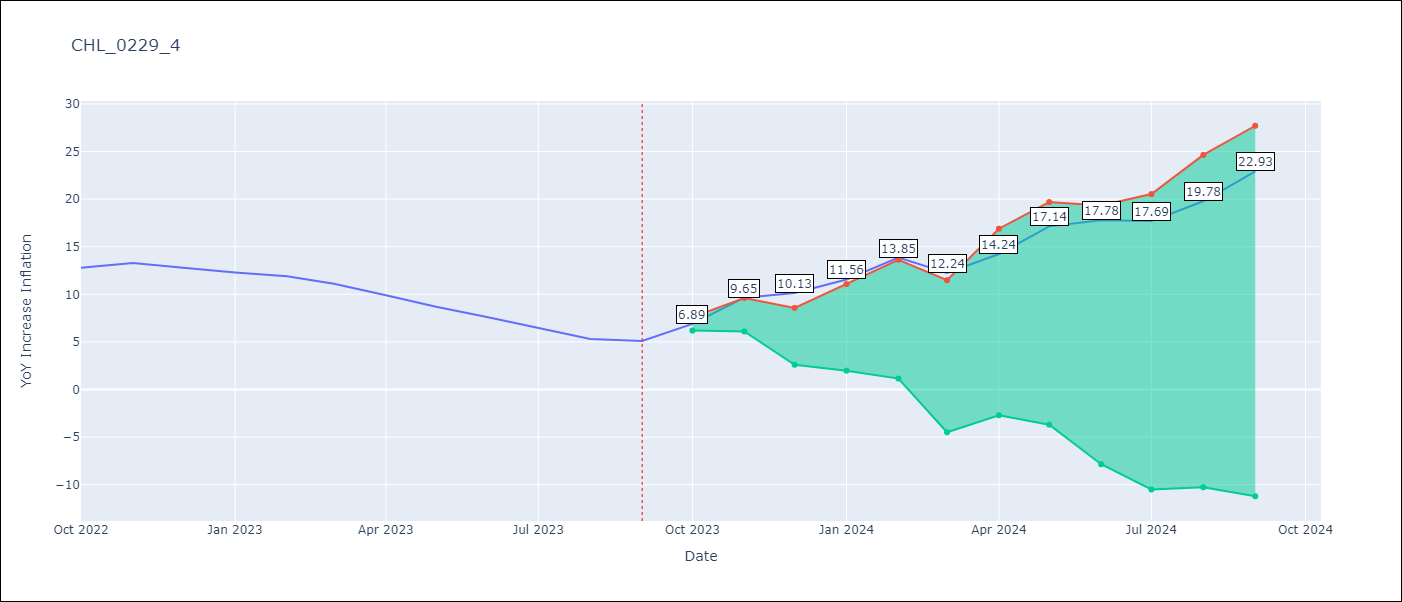 CHL_0229_4
30
25
20
15
10
5
0
−5
−10
YoY Increase Inflation
6.89
9.65
10.13
11.56
13.85
12.24
14.24
17.14
17.78
17.69
19.78
22.93
Oct 2022
Jan 2023
Apr 2023
Jul 2023
Oct 2023
Jan 2024
Apr 2024
Jul 2024
Oct 2024
Date